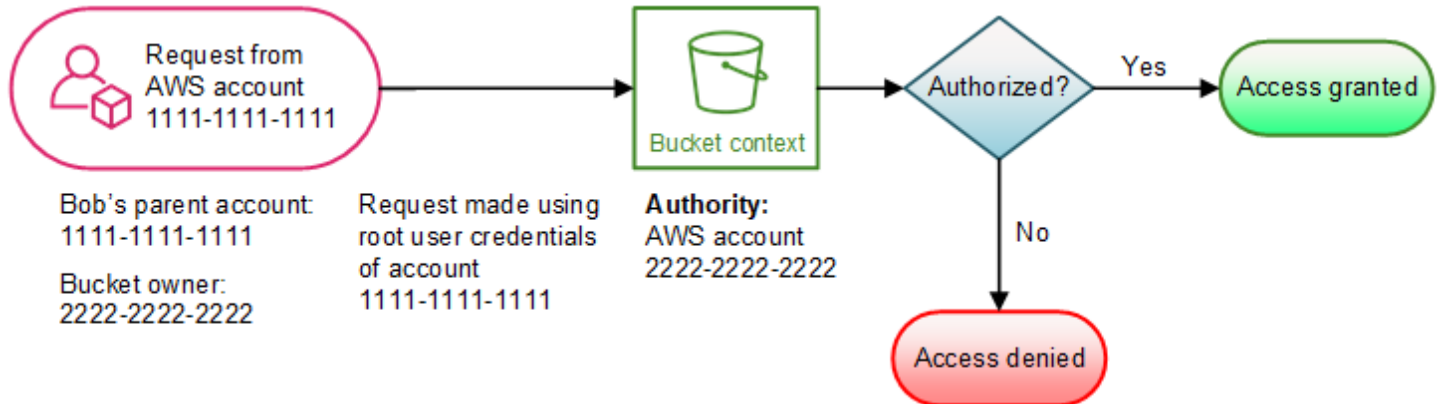 Request from
AWS account
1111-1111-1111
Bucket context
Authorized?
Yes
Access granted
Bob's parent account:
1111-1111-1111
Bucket owner:
2222-2222-2222
Request made using
root user credentials
of account
1111-1111-1111
Authority:
AWS account
2222-2222-2222
No
Access denied